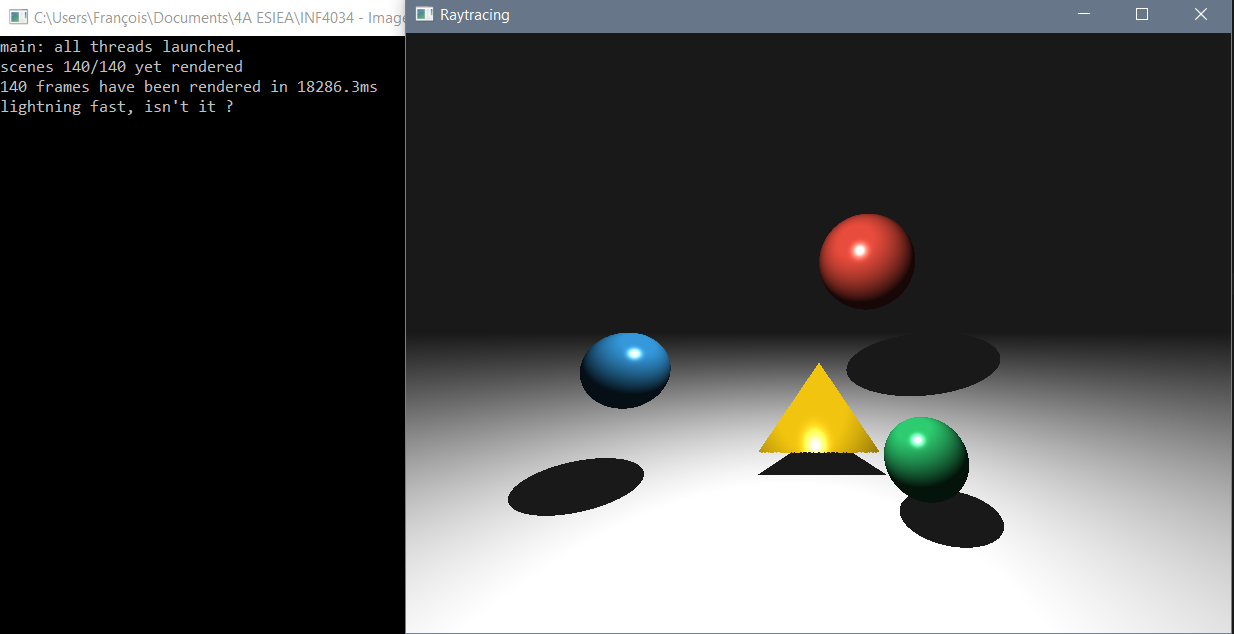 C:\Users\François\Documents\4A ESIEA\INF4034 - Image
Raytracing
main: all threads launched.
scenes 140/140 yet rendered
140 frames have been rendered in 18286.3ms
lightning fast, isn't it ?